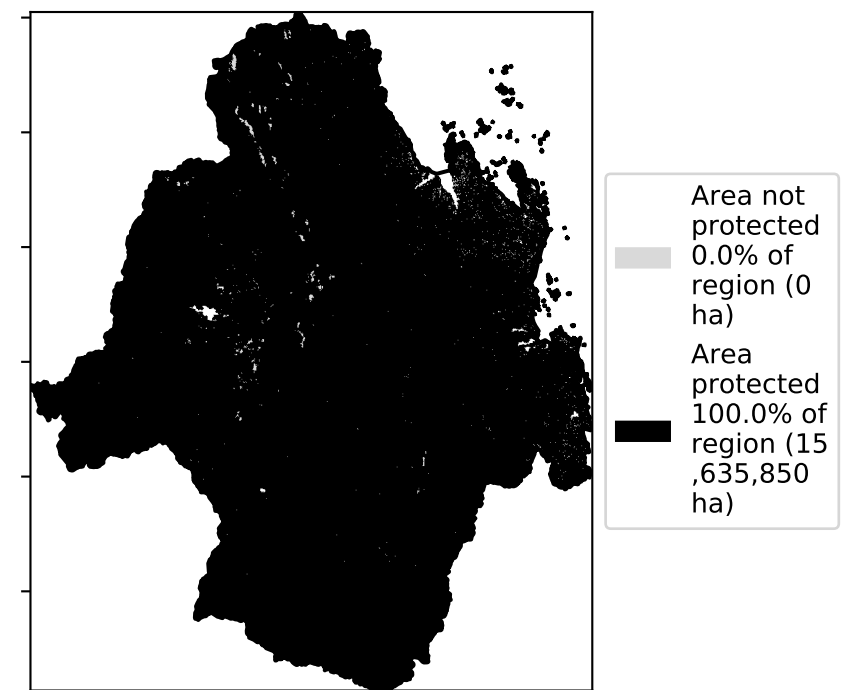 Area not
protected
0.0% of
region (0
ha)
Area
protected
100.0% of
region (15
,635,850
ha)